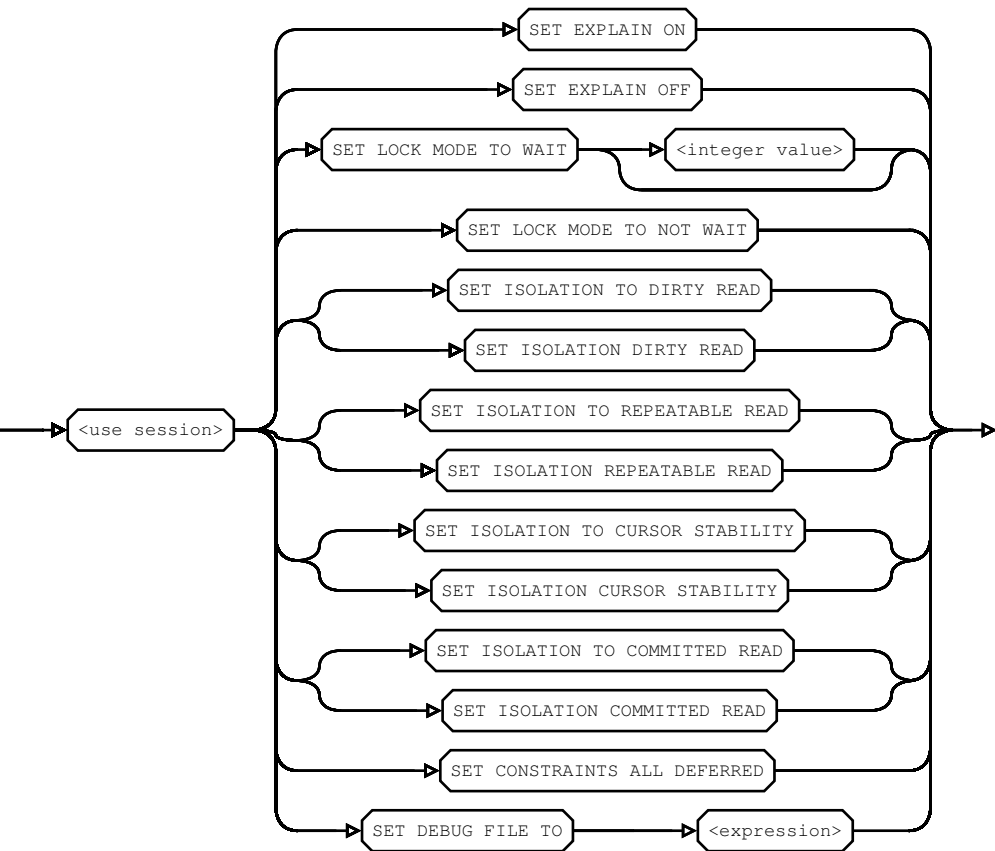 SET EXPLAIN ON
SET EXPLAIN OFF
SET LOCK MODE TO WAIT <integer value>
SET LOCK MODE TO NOT WAIT
SET ISOLATION TO DIRTY READ
SET ISOLATION DIRTY READ
SET ISOLATION TO REPEATABLE READ
<use session>
SET ISOLATION REPEATABLE READ
SET ISOLATION TO CURSOR STABILITY
SET ISOLATION CURSOR STABILITY
SET ISOLATION TO COMMITTED READ
SET ISOLATION COMMITTED READ
SET CONSTRAINTS ALL DEFERRED
SET DEBUG FILE TO <expression>